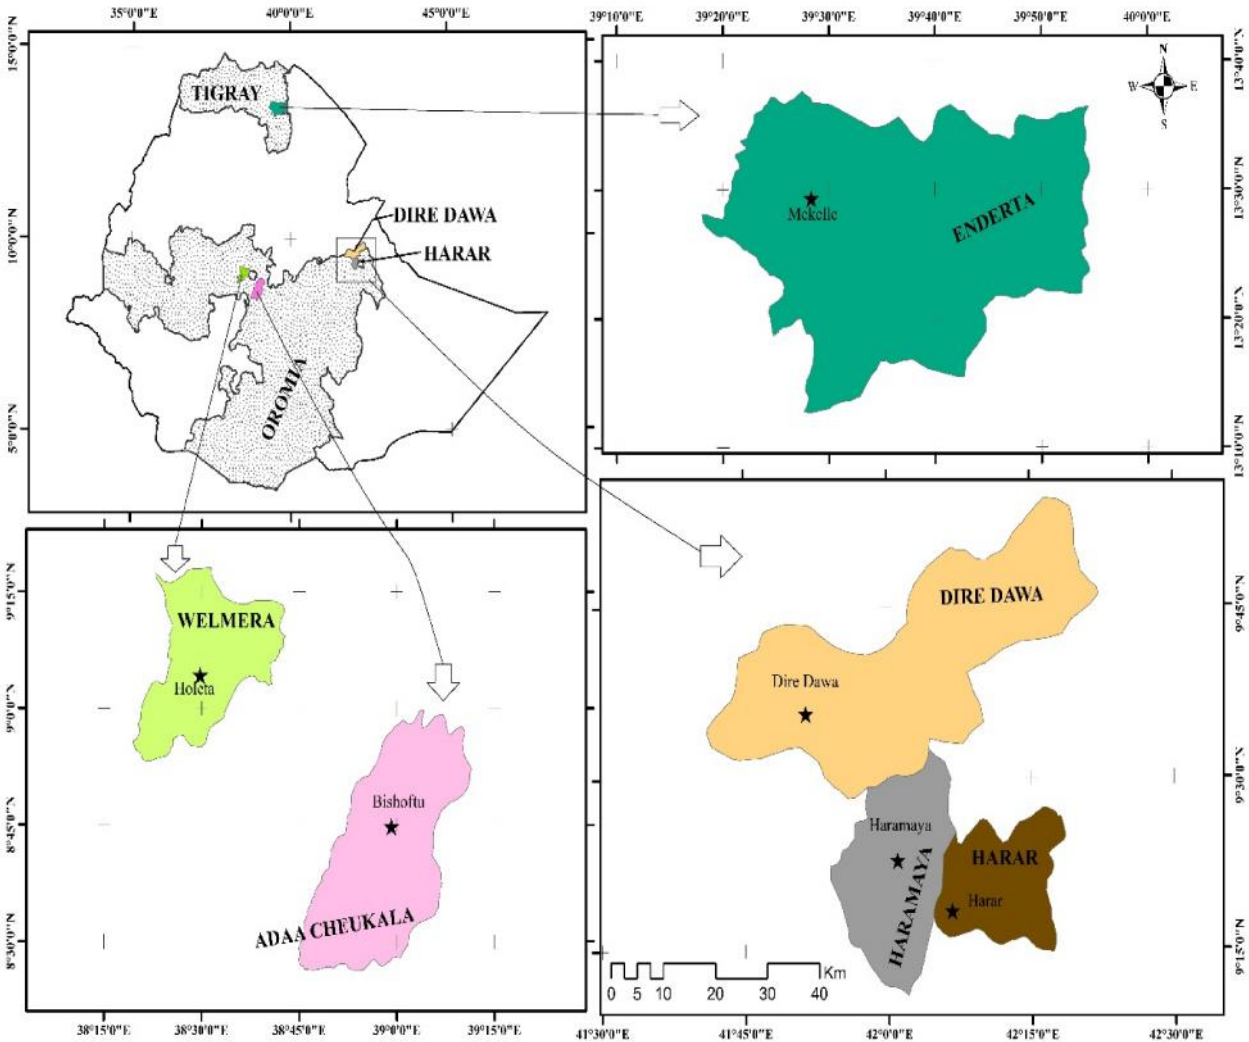 35°0'0"E 40°0'0"E 45°0'0"E
15°0'0"N
10°0'0"N
5°0'0"N
TIGRAY
DIRE DAWA
HARAR
OROMIA
39°10'0"E 39°20'0"E 39°30'0"E 39°40'0"E 39°50'0"E 40°0'0"E
13°40'0"N
13°30'0"N
13°20'0"N
13°10'0"N
N
W E
S
Mekelle
ENDERTA
9°15'0"N
9°0'0"N
8°45'0"N
8°30'0"N
WELMERA
Holeta
Bishoftu
ADAA CHEUKALA
38°15'0"E 38°30'0"E 38°45'0"E 39°0'0"E 39°15'0"E
DIRE DAWA
Dire Dawa
Haramaya
HARAMAYA
HARAR
Harar
9°45'0"N
9°30'0"N
9°15'0"N
Km
0 5 10 20 30 40
41°30'0"E 41°45'0"E 42°0'0"E 42°15'0"E 42°30'0"E